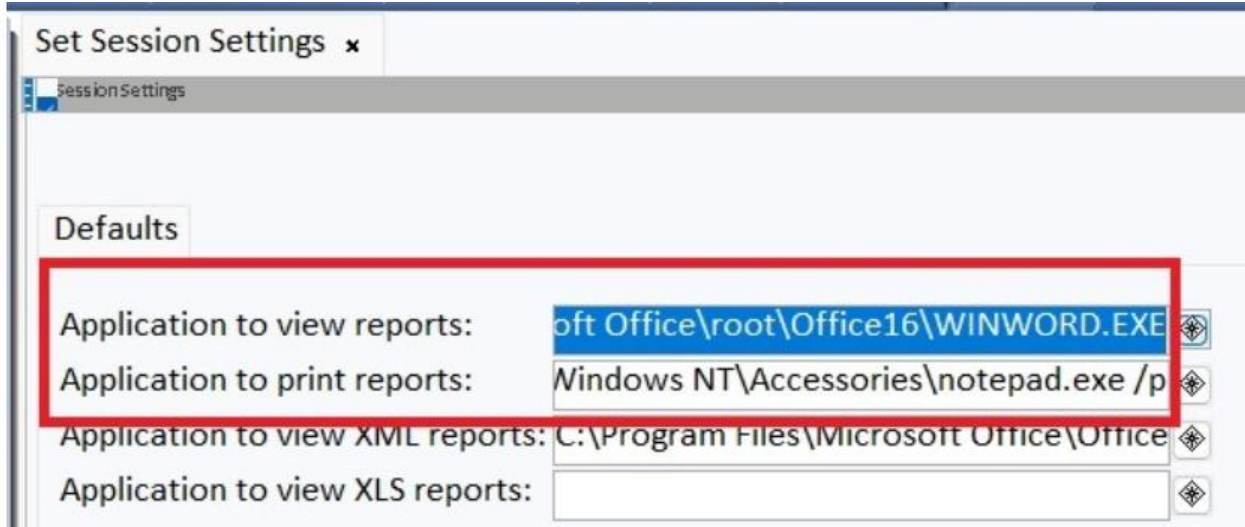 Set Session Settings ×
Session Settings
Defaults
Application to view reports: oft Office\root\Office16\WINWORD.EXE
Application to print reports: Windows NT\Accessories\notepad.exe /p
Application to view XML reports: C:\Program Files\Microsoft Office\Office
Application to view XLS reports: